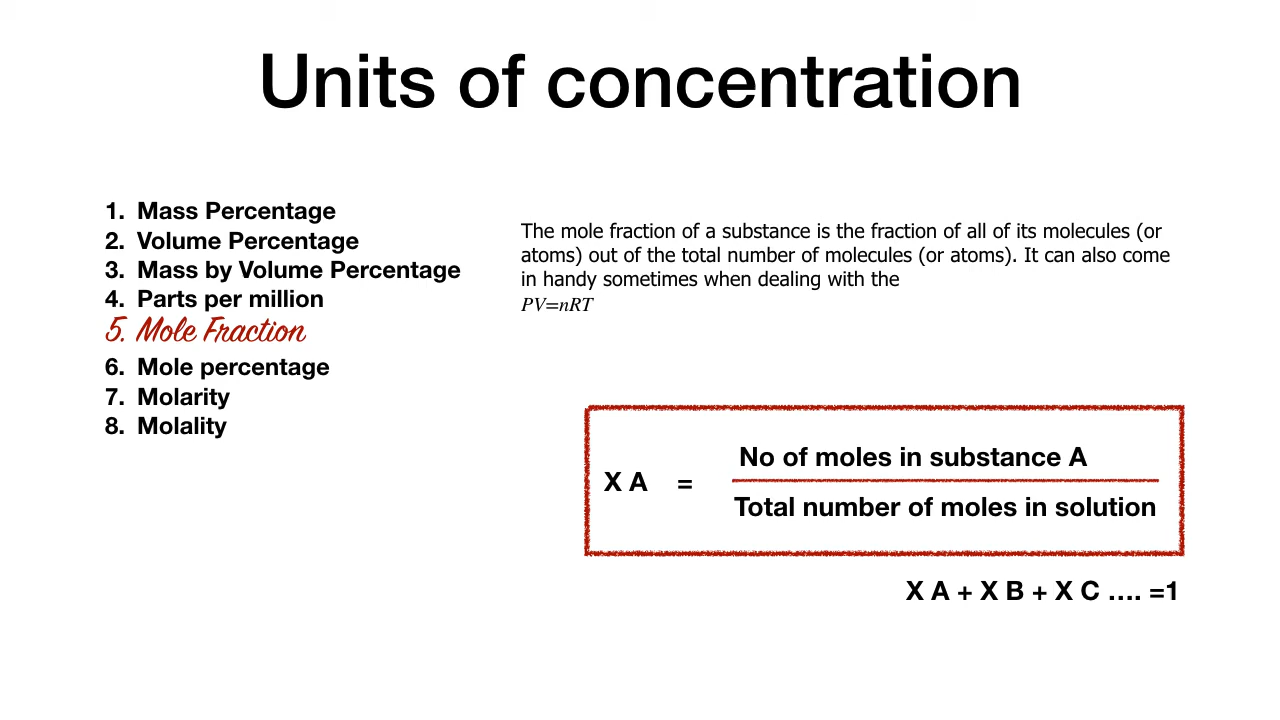 Units of concentration
1. Mass Percentage
2. Volume Percentage
3. Mass by Volume Percentage
4. Parts per million
5. Mole Fraction
6. Mole percentage
7. Molarity
8. Molality
The mole fraction of a substance is the fraction of all of its molecules (or
atoms) out of the total number of molecules (or atoms). It can also come
in handy sometimes when dealing with the
PV=nRT
No of moles in substance A
X A =
Total number of moles in solution
X A + X B + X C .... =1